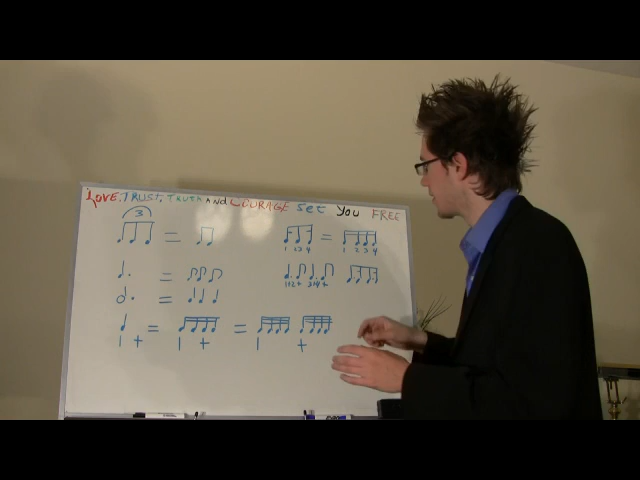 LOVE, TRUST, TRUTH AND COURAGE SET YOU FREE
3
= =
1 2 3 4 1 2 3 4
=
1 + 2 + 3 + 4 +
=
= =
1 + 1 + 1 +